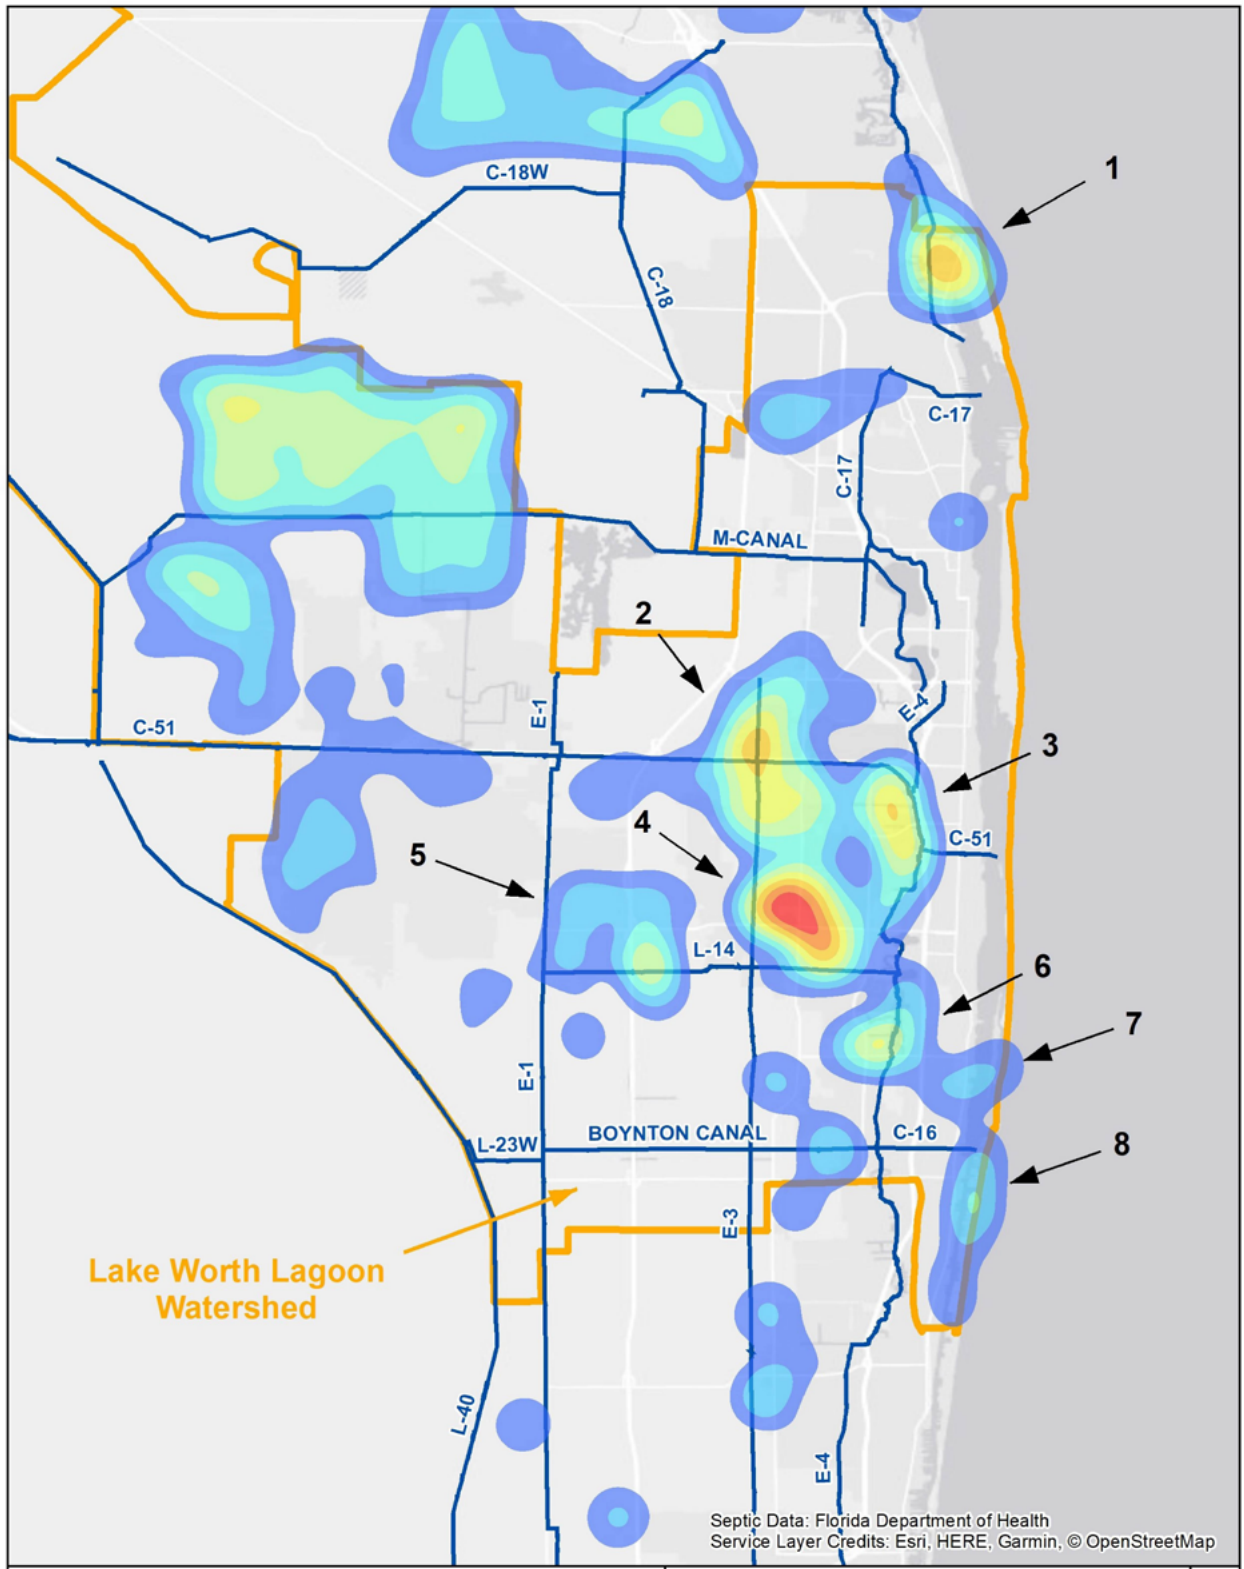 1
C-18W
C-18
C-17
C-17
M-CANAL
2
E-1
E-4
C-51
3
4
C-51
5
L-14
6
7
E-1
BOYNTON CANAL
C-16
L-23W
8
E-3
Lake Worth Lagoon
Watershed
L-40
E-4
Septic Data: Florida Department of Health
Service Layer Credits: Esri, HERE, Garmin, © OpenStreetMap